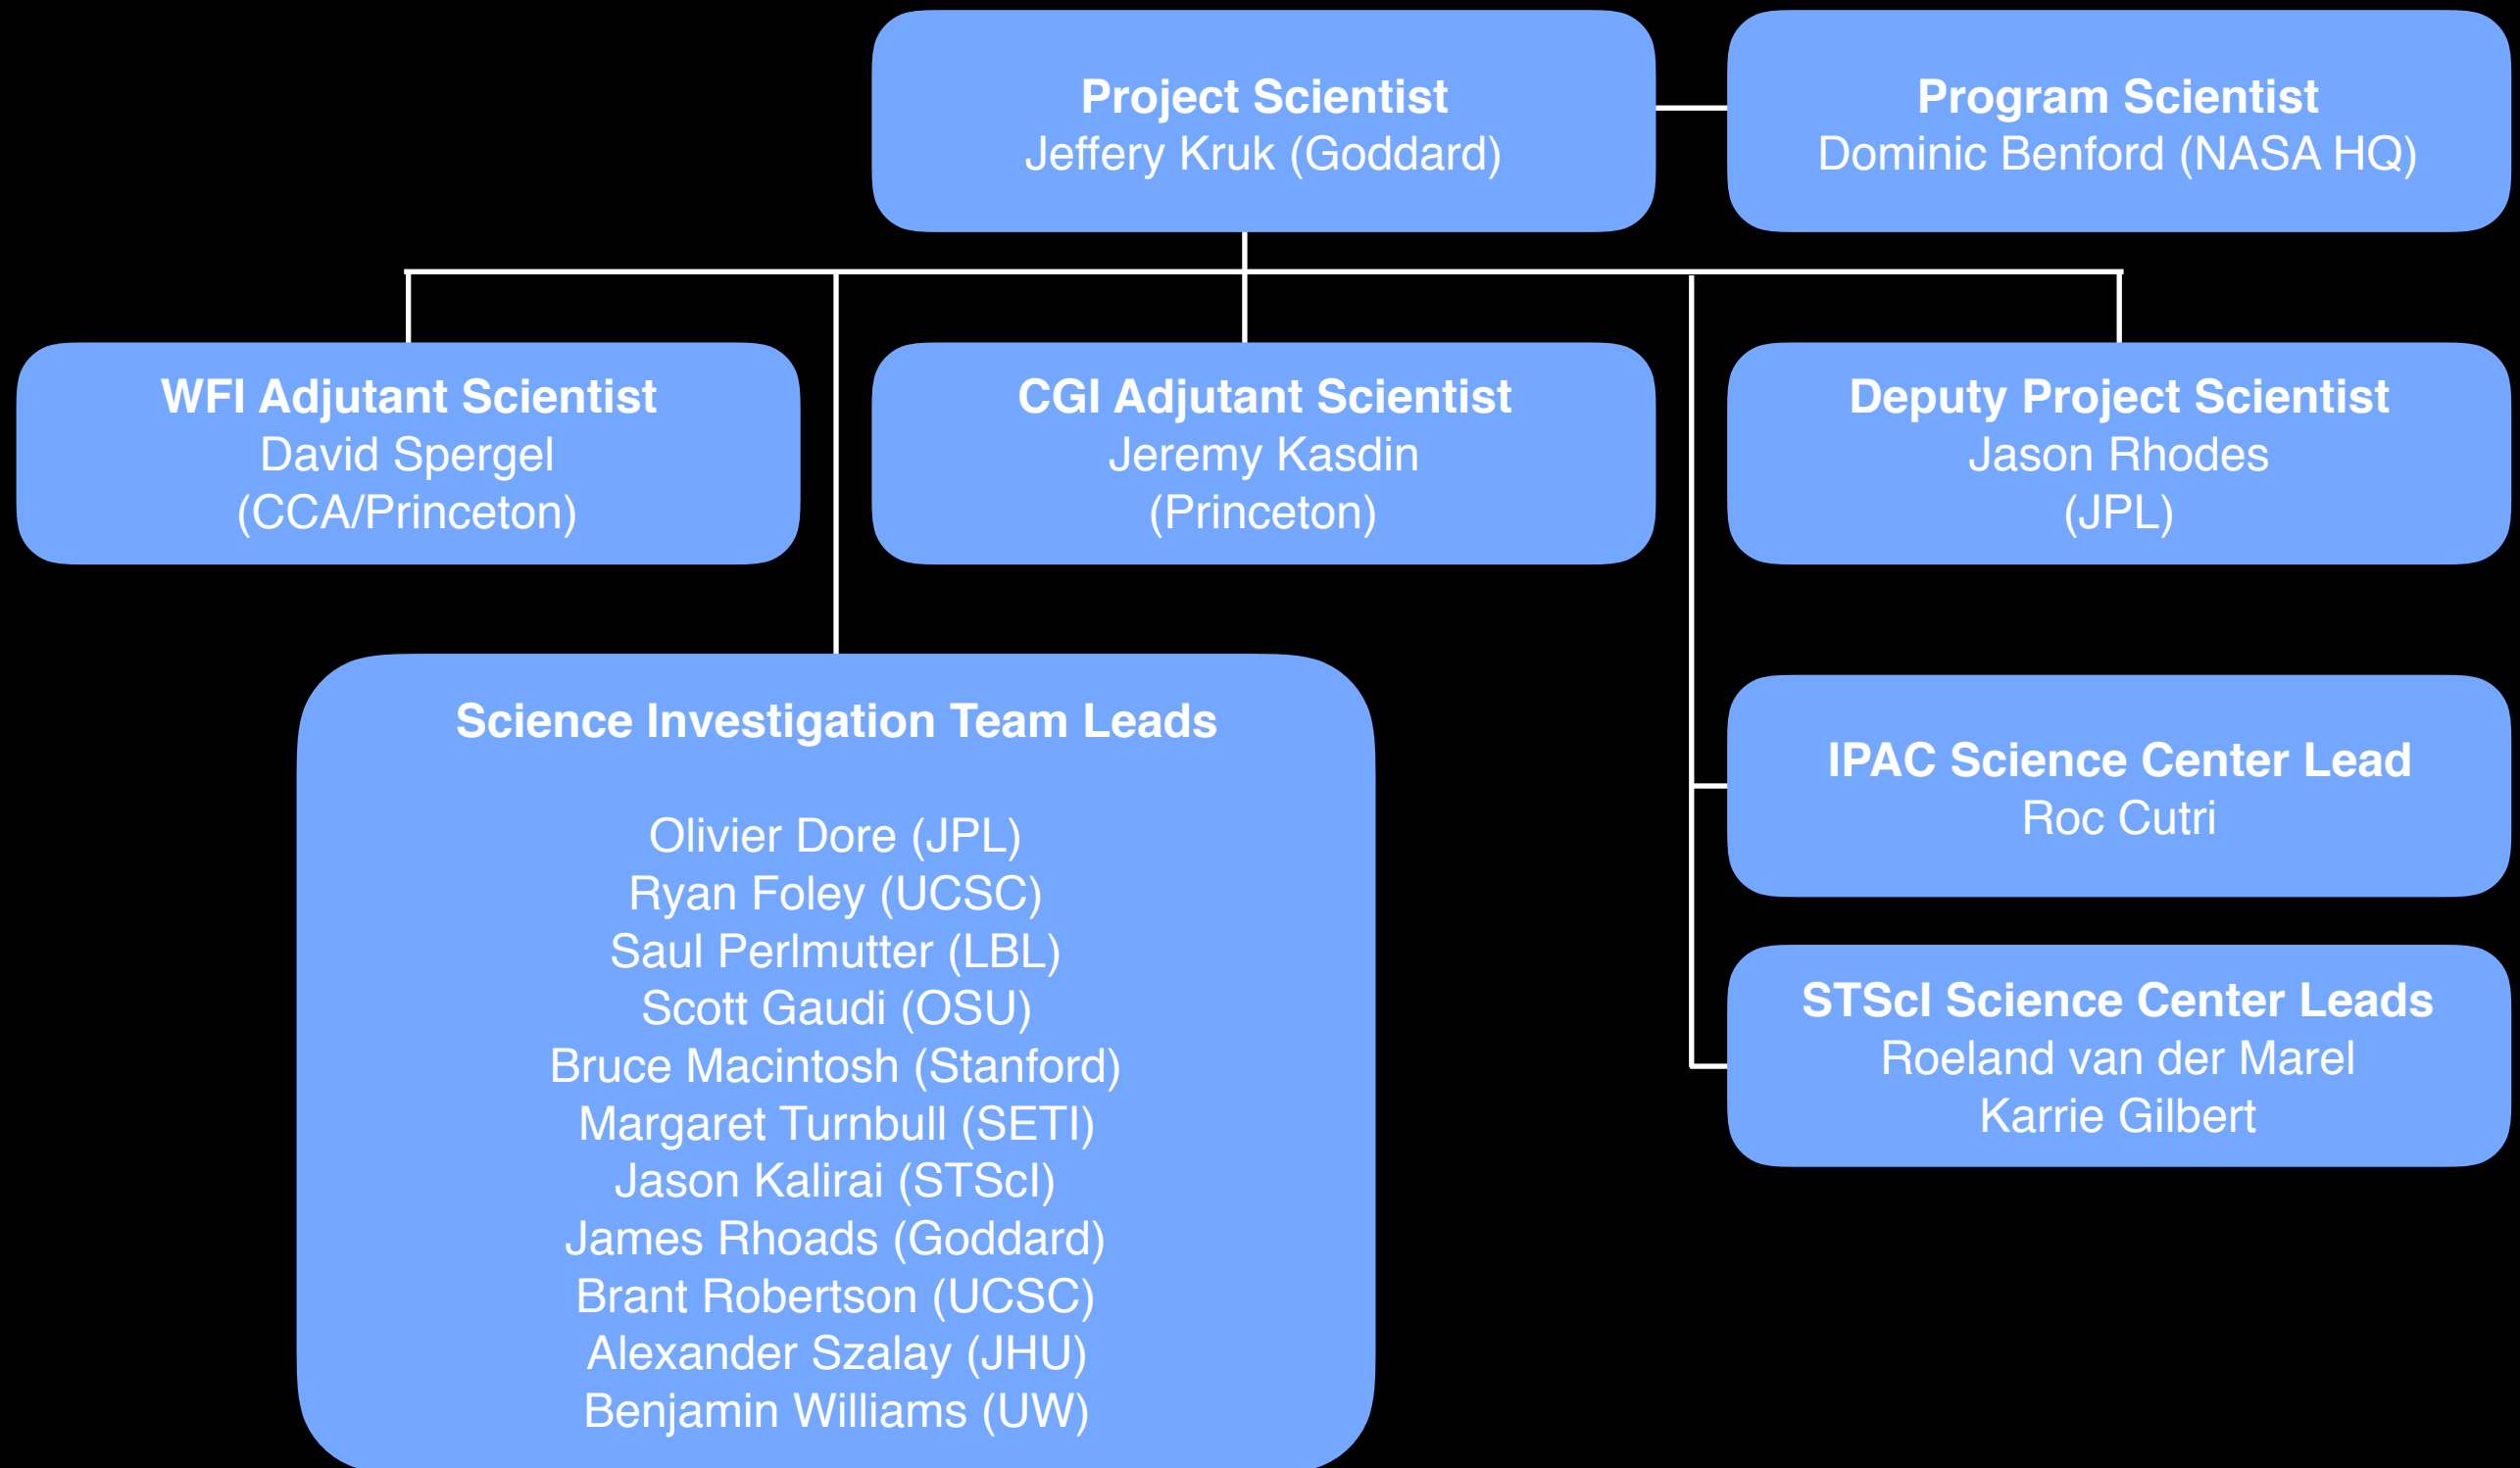 Project Scientist
Jeffery Kruk (Goddard)
Program Scientist
Dominic Benford (NASA HQ)
WFI Adjutant Scientist
David Spergel
(CCA/Princeton)
CGI Adjutant Scientist
Jeremy Kasdin
(Princeton)
Deputy Project Scientist
Jason Rhodes
(JPL)
Science Investigation Team Leads
Olivier Dore (JPL)
Ryan Foley (UCSC)
Saul Perlmutter (LBL)
Scott Gaudi (OSU)
Bruce Macintosh (Stanford)
Margaret Turnbull (SETI)
Jason Kalirai (STScI)
James Rhoads (Goddard)
Brant Robertson (UCSC)
Alexander Szalay (JHU)
Benjamin Williams (UW)
IPAC Science Center Lead
Roc Cutri
STScI Science Center Leads
Roeland van der Marel
Karrie Gilbert